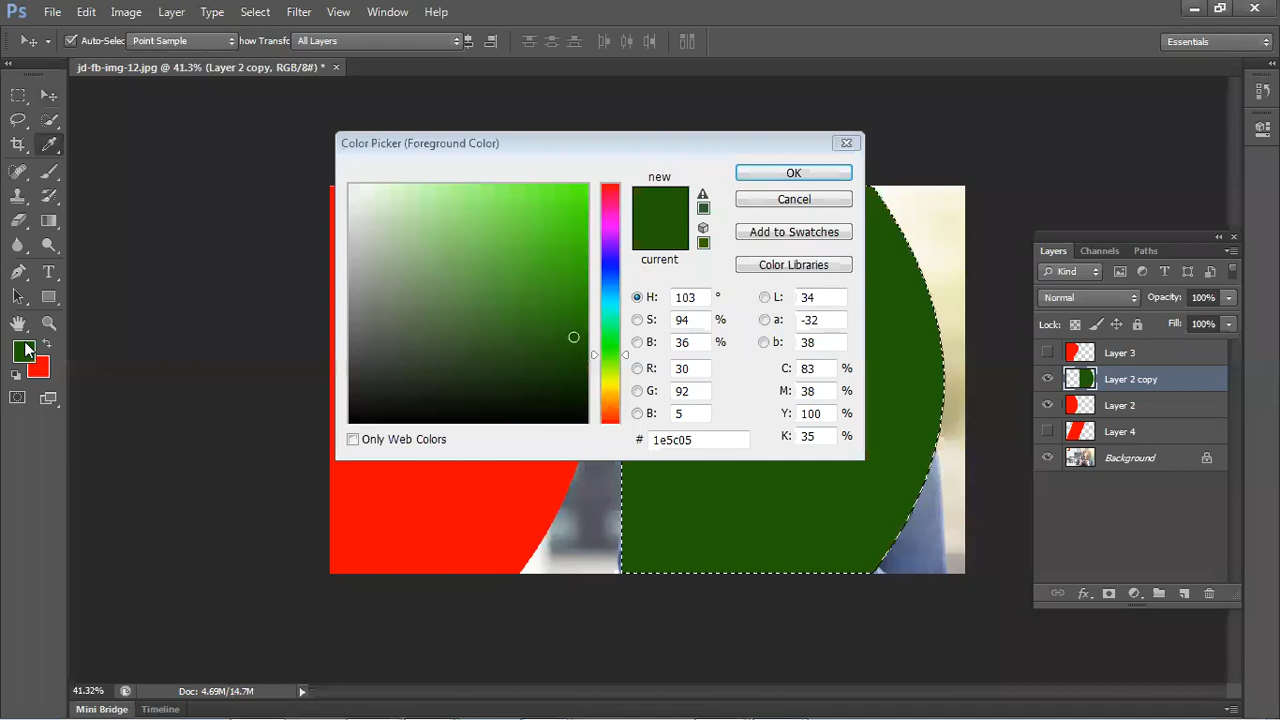 Ps File Edit Image Layer Type Select Filter View Window Help
Auto-Selec Point Sample how Transfc All Layers Essentials
jd-fb-img-12.jpg @ 41.3% (Layer 2 copy, RGB/8#) * ×
Color Picker (Foreground Color)
new
current
OK
Cancel
Add to Swatches
Color Libraries
H: 103 °
S: 94 %
B: 36 %
R: 30
G: 92
B: 5
# 1e5c05
L: 34
a: -32
b: 38
C: 83 %
M: 38 %
Y: 100 %
K: 35 %
Only Web Colors
Layers Channels Paths
Kind
Normal Opacity: 100%
Lock: Fill: 100%
Layer 3
Layer 2 copy
Layer 2
Layer 4
Background
fx
41.32% Doc: 4.69M/14.7M
Mini Bridge Timeline